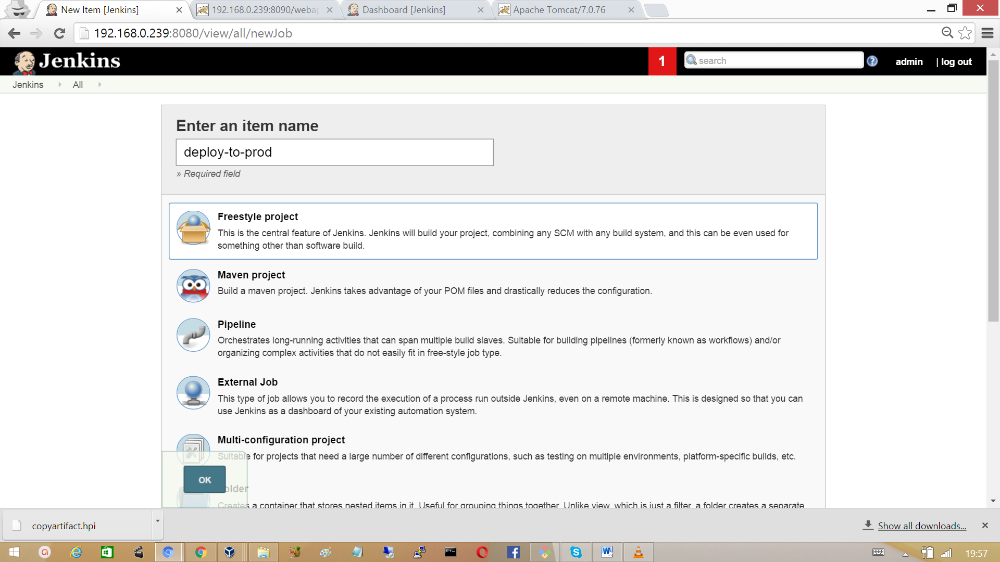 New Item [Jenkins]
192.168.0.239:8090/weba
Dashboard [Jenkins]
Apache Tomcat/7.0.76
192.168.0.239:8080/view/all/newJob
Jenkins
1
search
admin
| log out
Jenkins
All
Enter an item name
deploy-to-prod
» Required field
Freestyle project
This is the central feature of Jenkins. Jenkins will build your project, combining any SCM with any build system, and this can be even used for
something other than software build.
Maven project
Build a maven project. Jenkins takes advantage of your POM files and drastically reduces the configuration.
Pipeline
Orchestrates long-running activities that can span multiple build slaves. Suitable for building pipelines (formerly known as workflows) and/or
organizing complex activities that do not easily fit in free-style job type.
External Job
This type of job allows you to record the execution of a process run outside Jenkins, even on a remote machine. This is designed so that you can
use Jenkins as a dashboard of your existing automation system.
Multi-configuration project
Suitable for projects that need a large number of different configurations, such as testing on multiple environments, platform-specific builds, etc.
OK
older
Creates a container that stores nested items in it. Useful for grouping things together. Unlike view, which is just a filter, a folder creates a separate
copyartifact.hpi
Show all downloads...
19:57